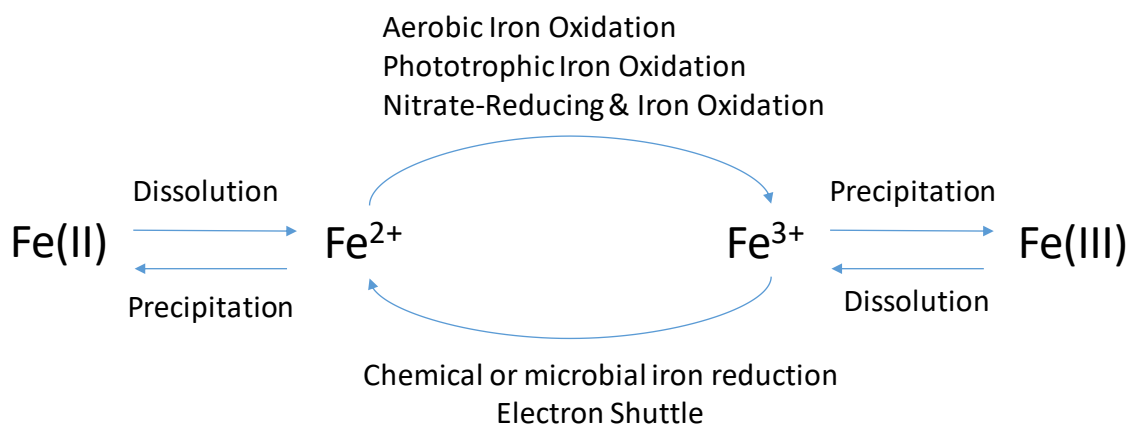 Aerobic Iron Oxidation
Phototrophic Iron Oxidation
Nitrate-Reducing & Iron Oxidation
Dissolution
Precipitation
Fe(II)
Fe²⁺
Fe³⁺
Fe(III)
Precipitation
Dissolution
Chemical or microbial iron reduction
Electron Shuttle